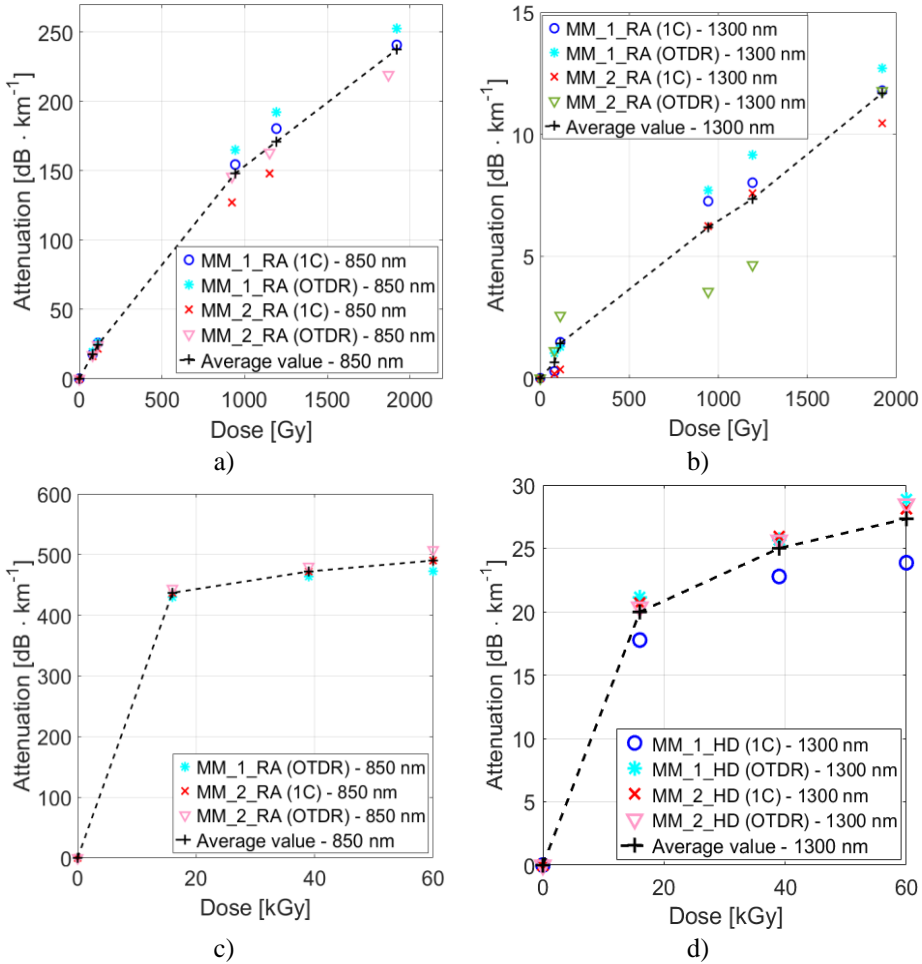 250
200
150
100
50
0
Attenuation [dB · km⁻¹]
MM_1_RA (1C) - 850 nm
MM_1_RA (OTDR) - 850 nm
MM_2_RA (1C) - 850 nm
MM_2_RA (OTDR) - 850 nm
Average value - 850 nm
0 500 1000 1500 2000
Dose [Gy]
a)
15
10
5
0
Attenuation [dB · km⁻¹]
MM_1_RA (1C) - 1300 nm
MM_1_RA (OTDR) - 1300 nm
MM_2_RA (1C) - 1300 nm
MM_2_RA (OTDR) - 1300 nm
Average value - 1300 nm
0 500 1000 1500 2000
Dose [Gy]
b)
600
500
400
300
200
100
0
Attenuation [dB · km⁻¹]
MM_1_RA (OTDR) - 850 nm
MM_2_RA (1C) - 850 nm
MM_2_RA (OTDR) - 850 nm
Average value - 850 nm
0 20 40 60
Dose [kGy]
c)
30
25
20
15
10
5
0
Attenuation [dB · km⁻¹]
MM_1_HD (1C) - 1300 nm
MM_1_HD (OTDR) - 1300 nm
MM_2_HD (1C) - 1300 nm
MM_2_HD (OTDR) - 1300 nm
Average value - 1300 nm
0 20 40 60
Dose [kGy]
d)